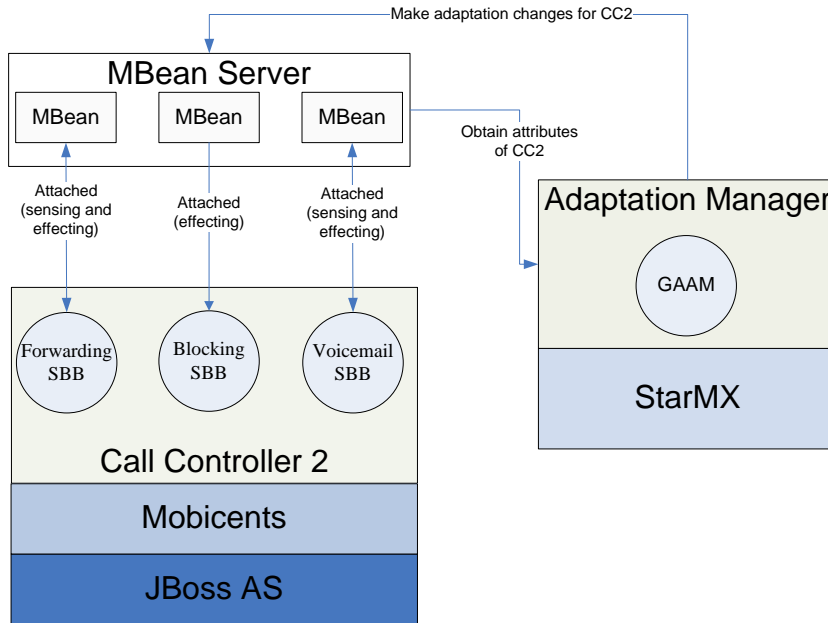 Make adaptation changes for CC2
MBean Server
MBean
MBean
MBean
Obtain attributes
of CC2
Attached
(sensing and
effecting)
Attached
(effecting)
Attached
(sensing and
effecting)
Adaptation Manager
GAAM
StarMX
Forwarding
SBB
Blocking
SBB
Voicemail
SBB
Call Controller 2
Mobicents
JBoss AS